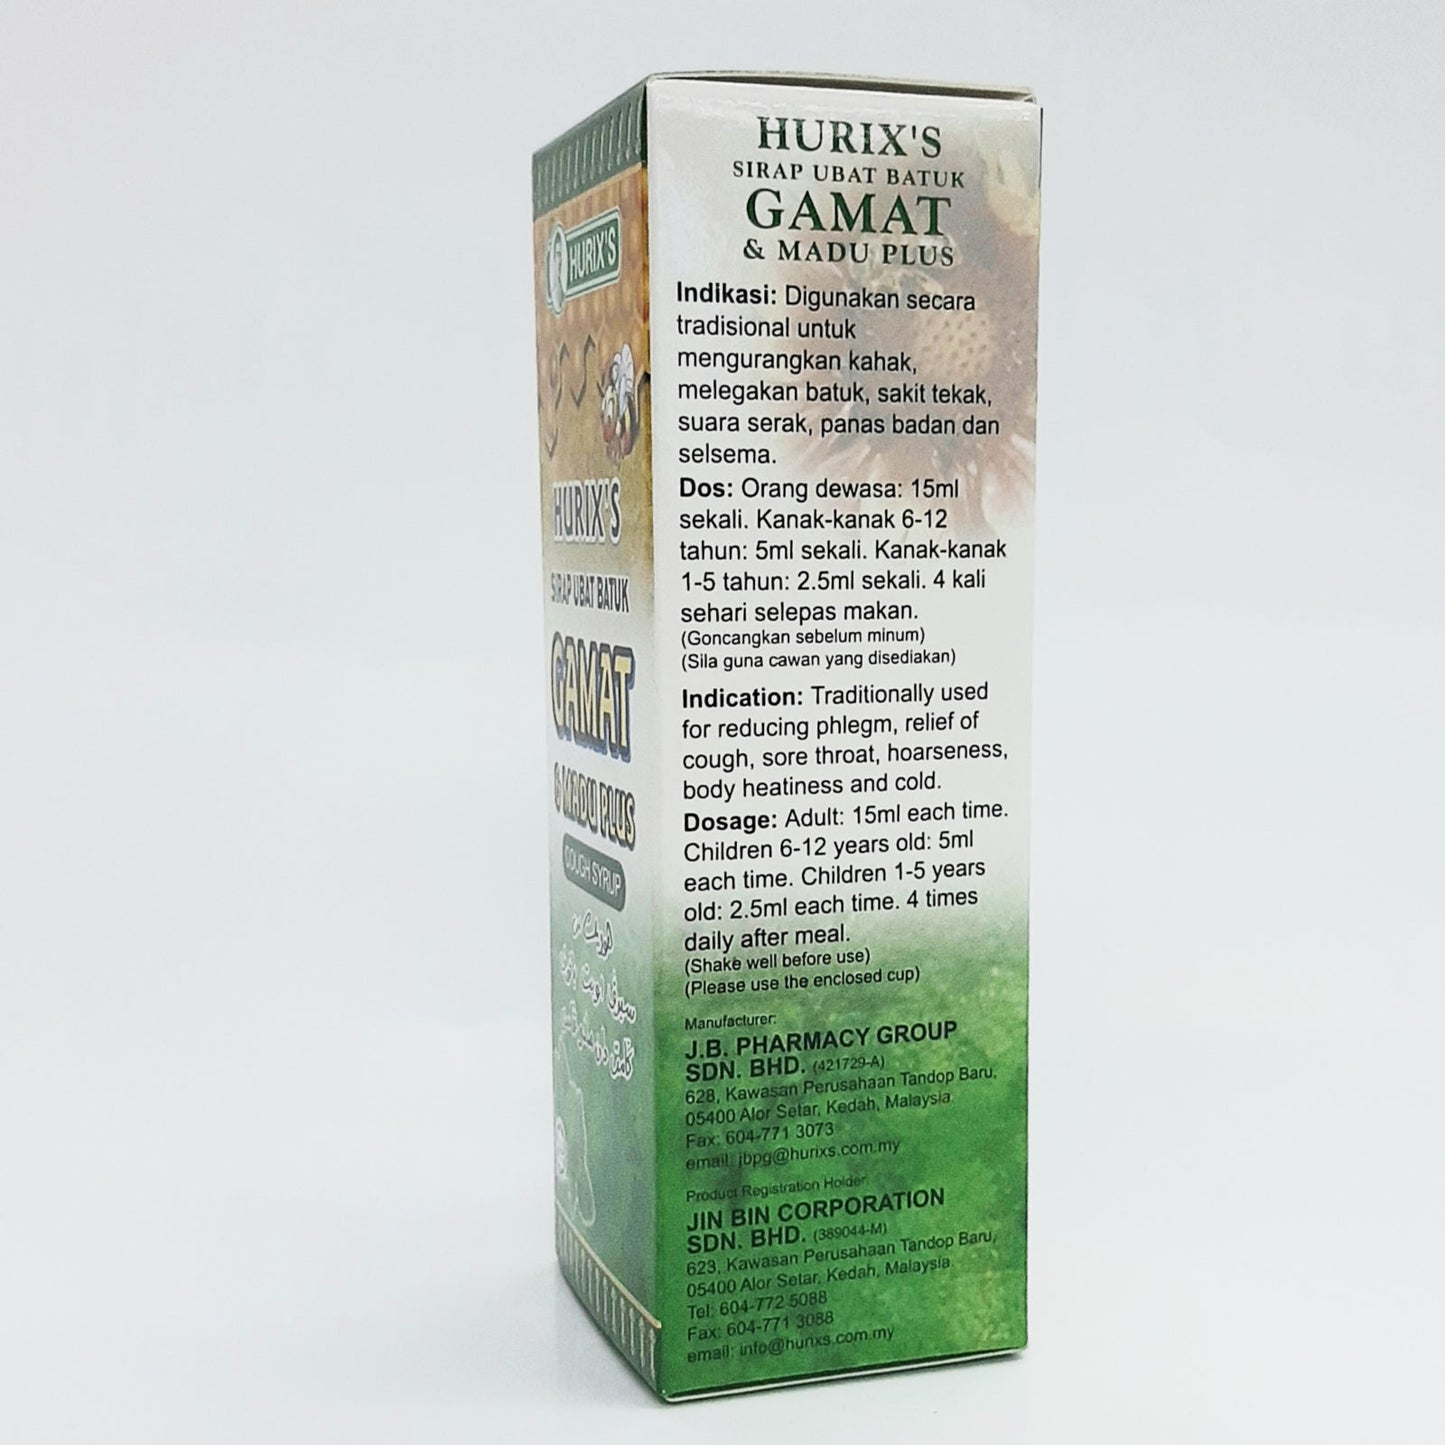 HURIX'S
SIRAP UBAT BATUK
GAMAT
& MADU PLUS
Indikasi: Digunakan secara
tradisional untuk
mengurangkan kahak,
melegakan batuk, sakit tekak,
suara serak, panas badan dan
selsema.
Dos: Orang dewasa: 15ml
sekali. Kanak-kanak 6-12
tahun: 5ml sekali. Kanak-kanak
1-5 tahun: 2.5ml sekali. 4 kali
sehari selepas makan.
(Goncangkan sebelum minum)
(Sila guna cawan yang disediakan)
Indication: Traditionally used
for reducing phlegm, relief of
cough, sore throat, hoarseness,
body heatiness and cold.
Dosage: Adult: 15ml each time.
Children 6-12 years old: 5ml
each time. Children 1-5 years
old: 2.5ml each time. 4 times
daily after meal.
(Shake well before use)
(Please use the enclosed cup)
Manufacturer:
J.B. PHARMACY GROUP
SDN. BHD. (421729-A)
628, Kawasan Perusahaan Tandop Baru,
05400 Alor Setar, Kedah, Malaysia.
Fax: 604-771 3073
email: jbpg@hurixs.com.my
Product Registration Holder:
JIN BIN CORPORATION
SDN. BHD. (389044-M)
623, Kawasan Perusahaan Tandop Baru,
05400 Alor Setar, Kedah, Malaysia.
Tel: 604-772 5088
Fax: 604-771 3088
email: info@hurixs.com.my
HURIX'S
HURIX'S
SIRAP UBAT BATUK
GAMAT
& MADU PLUS
COUGH SYRUP
سيرڤ اوبت باتوق